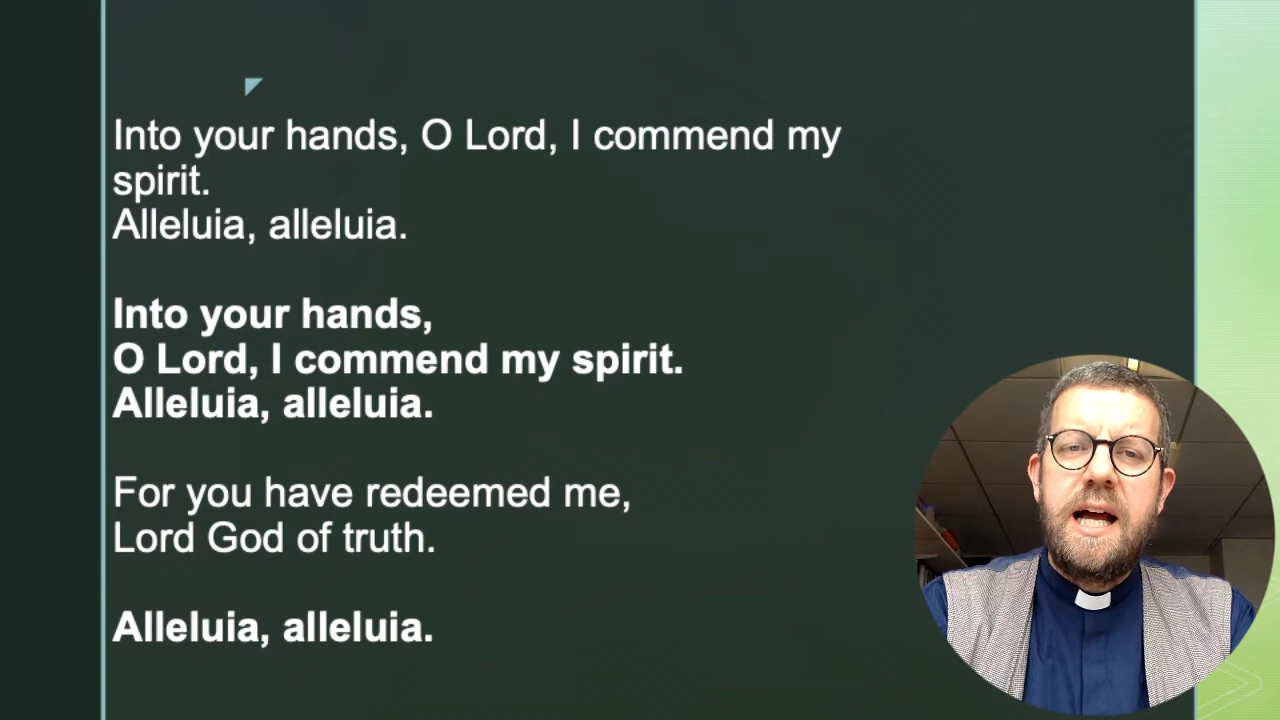 Into your hands, O Lord, I commend my
spirit.
Alleluia, alleluia.
Into your hands,
O Lord, I commend my spirit.
Alleluia, alleluia.
For you have redeemed me,
Lord God of truth.
Alleluia, alleluia.